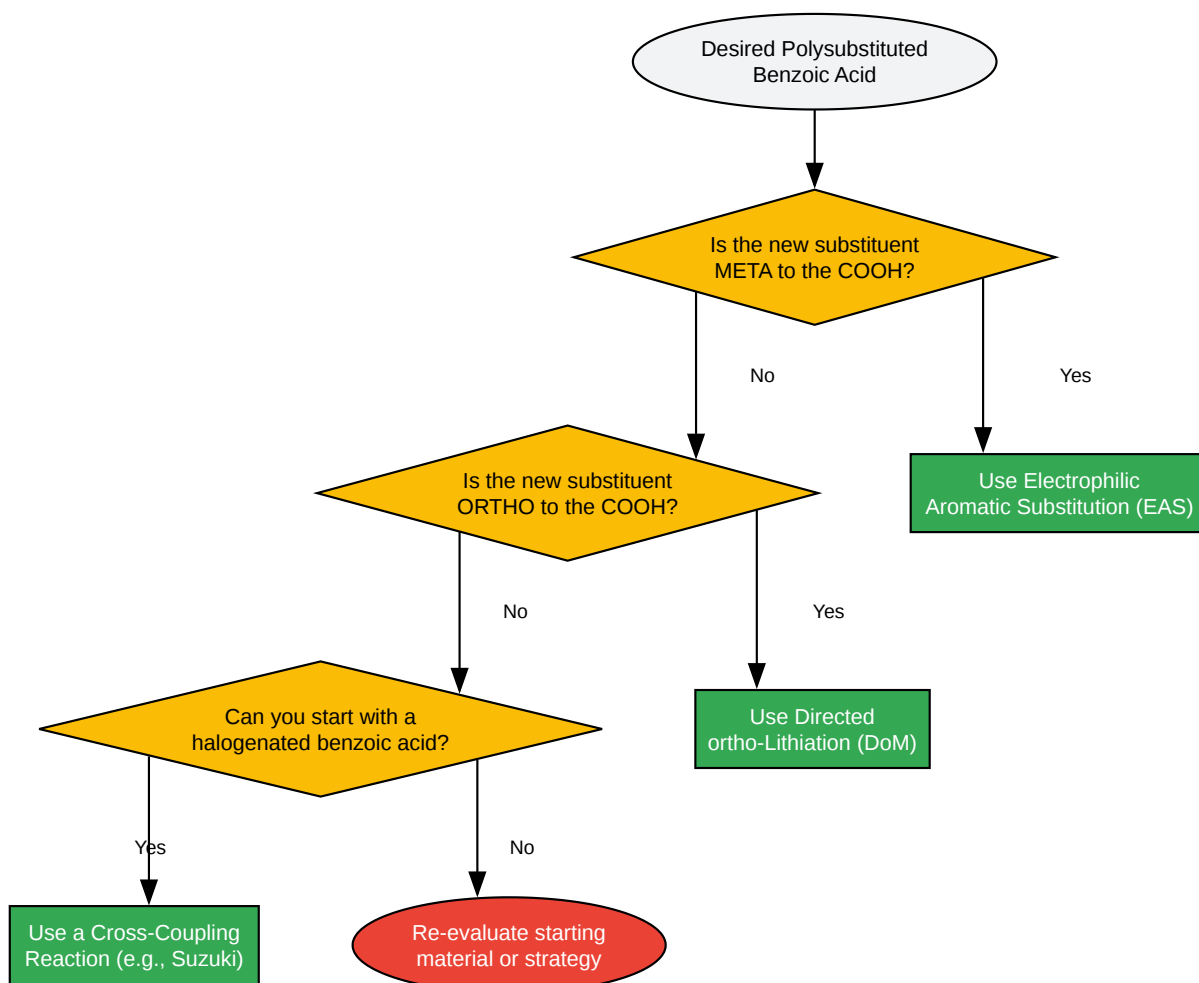 Desired Polysubstituted
Benzoic Acid
Is the new substituent
META to the COOH?
No
Yes
Is the new substituent
ORTHO to the COOH?
Use Electrophilic
Aromatic Substitution (EAS)
No
Yes
Can you start with a
halogenated benzoic acid?
Use Directed
ortho-Lithiation (DoM)
Yes
No
Use a Cross-Coupling
Reaction (e.g., Suzuki)
Re-evaluate starting
material or strategy